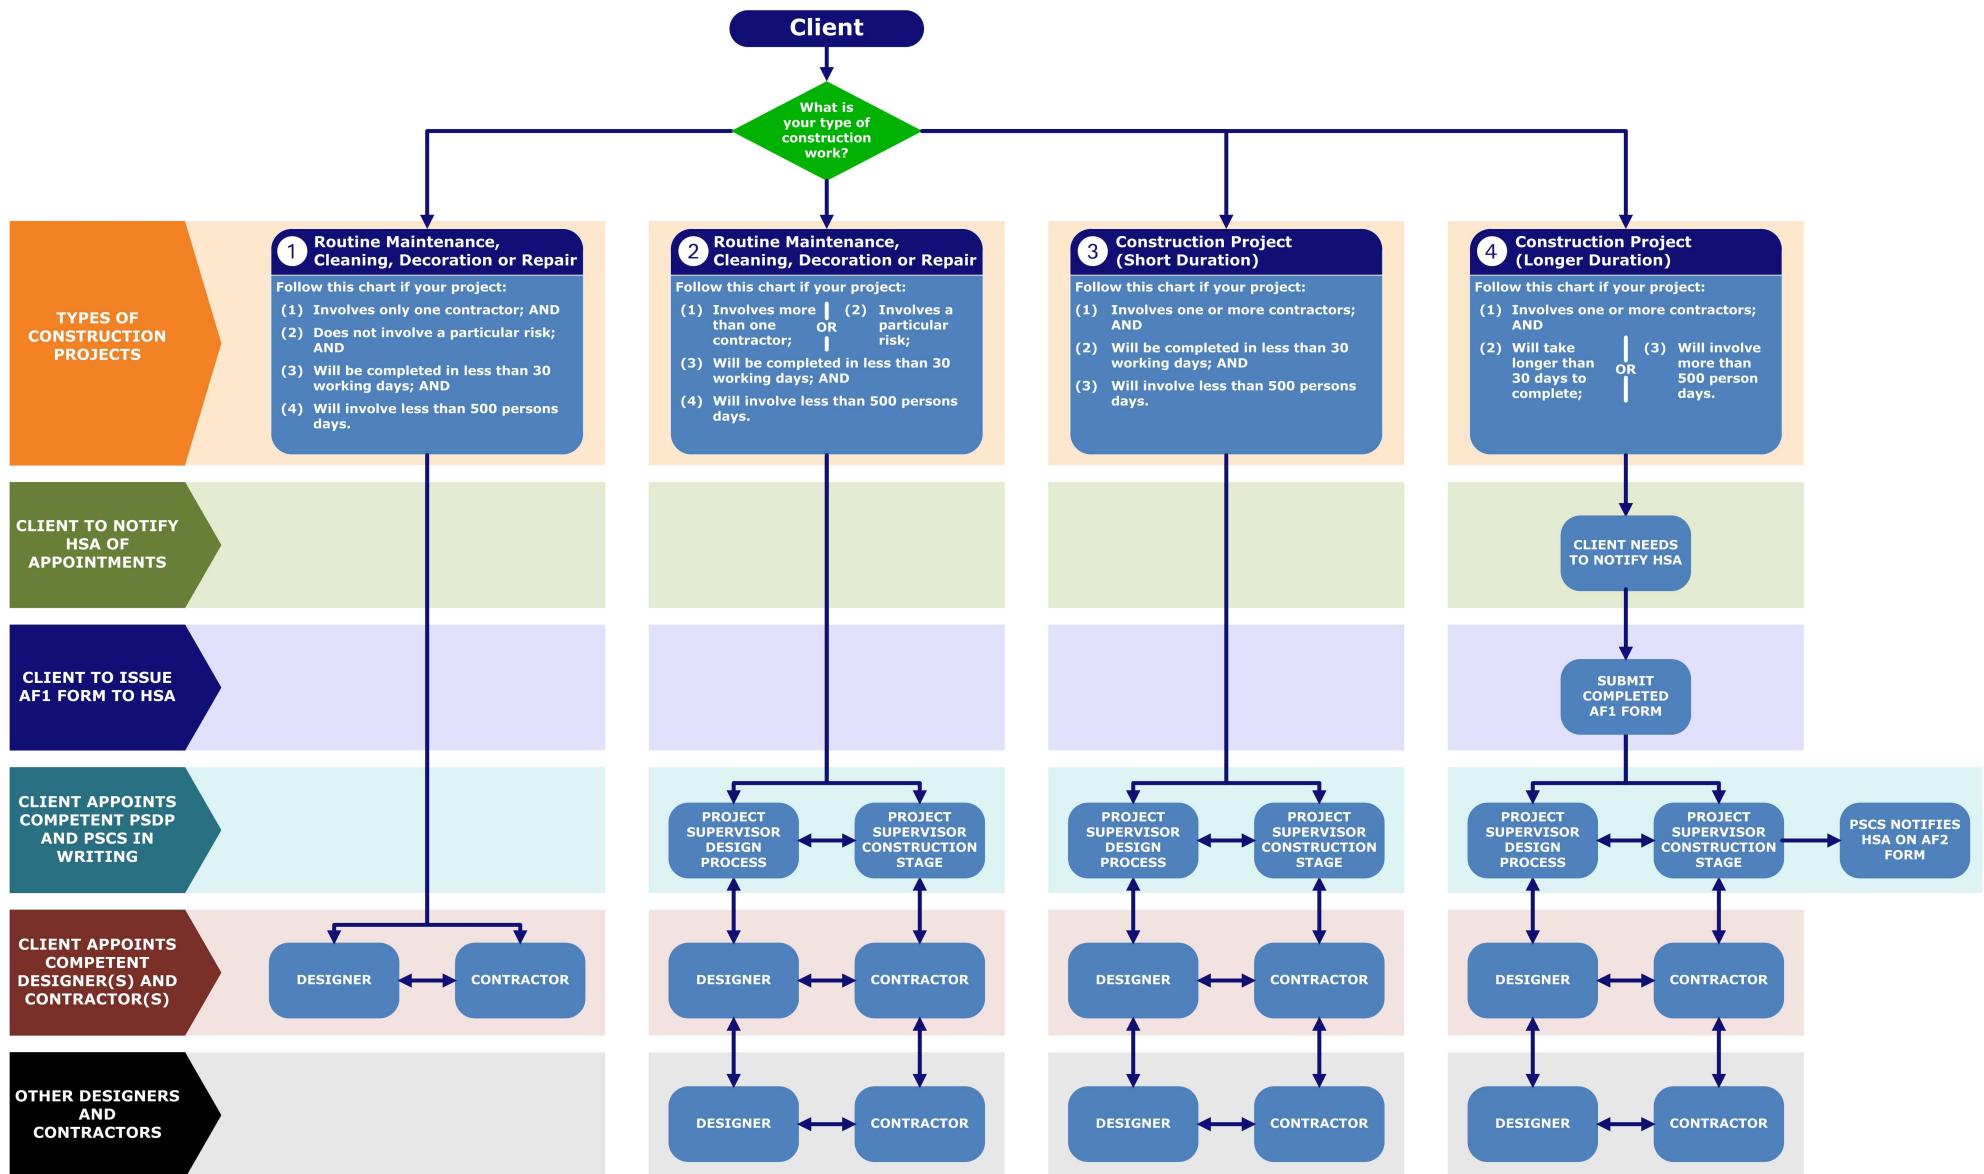 Client
What is
your type of
construction
work?
TYPES OF
CONSTRUCTION
PROJECTS
1 Routine Maintenance,
Cleaning, Decoration or Repair
Follow this chart if your project:
(1) Involves only one contractor; AND
(2) Does not involve a particular risk;
AND
(3) Will be completed in less than 30
working days; AND
(4) Will involve less than 500 persons
days.
2 Routine Maintenance,
Cleaning, Decoration or Repair
Follow this chart if your project:
(1) Involves more
than one
contractor;
OR
(2) Involves a
particular
risk;
(3) Will be completed in less than 30
working days; AND
(4) Will involve less than 500 persons
days.
3 Construction Project
(Short Duration)
Follow this chart if your project:
(1) Involves one or more contractors;
AND
(2) Will be completed in less than 30
working days; AND
(3) Will involve less than 500 persons
days.
4 Construction Project
(Longer Duration)
Follow this chart if your project:
(1) Involves one or more contractors;
AND
(2) Will take
longer than
30 days to
complete;
OR
(3) Will involve
more than
500 person
days.
CLIENT TO NOTIFY
HSA OF
APPOINTMENTS
CLIENT NEEDS
TO NOTIFY HSA
CLIENT TO ISSUE
AF1 FORM TO HSA
SUBMIT
COMPLETED
AF1 FORM
CLIENT APPOINTS
COMPETENT PSDP
AND PSCS IN
WRITING
PROJECT
SUPERVISOR
DESIGN
PROCESS
PROJECT
SUPERVISOR
CONSTRUCTION
STAGE
PROJECT
SUPERVISOR
DESIGN
PROCESS
PROJECT
SUPERVISOR
CONSTRUCTION
STAGE
PROJECT
SUPERVISOR
DESIGN
PROCESS
PROJECT
SUPERVISOR
CONSTRUCTION
STAGE
PSCS NOTIFIES
HSA ON AF2
FORM
CLIENT APPOINTS
COMPETENT
DESIGNER(S) AND
CONTRACTOR(S)
DESIGNER
CONTRACTOR
DESIGNER
CONTRACTOR
DESIGNER
CONTRACTOR
DESIGNER
CONTRACTOR
OTHER DESIGNERS
AND
CONTRACTORS
DESIGNER
CONTRACTOR
DESIGNER
CONTRACTOR
DESIGNER
CONTRACTOR